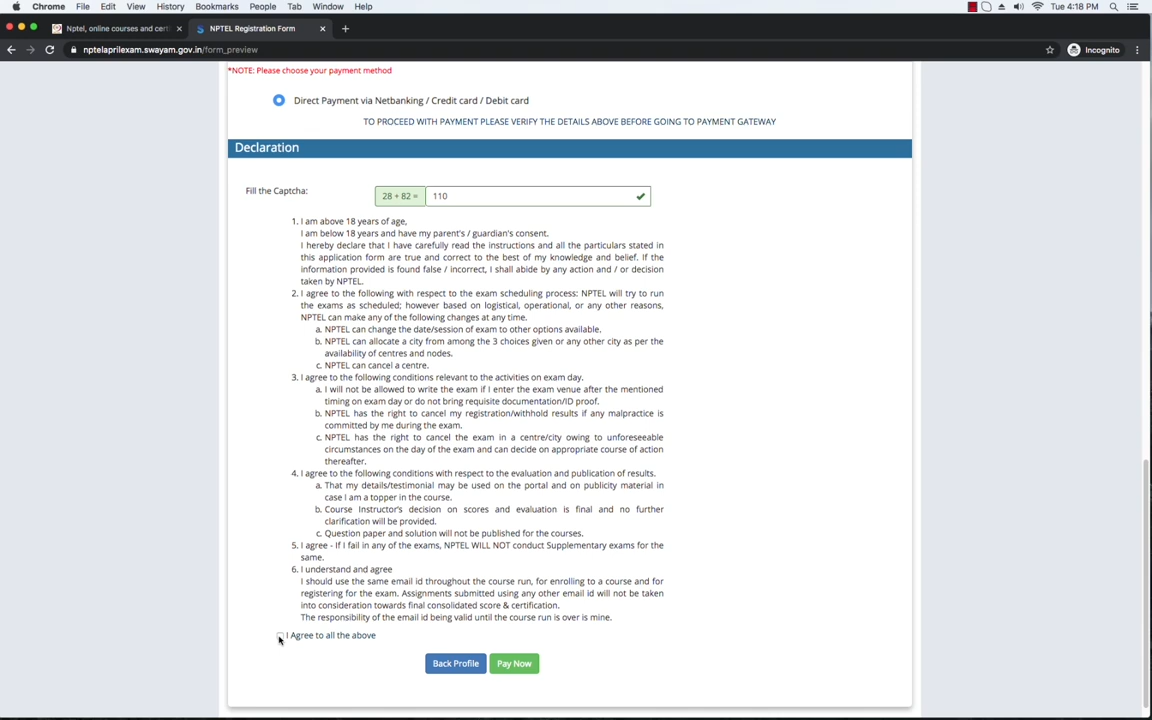 Chrome File Edit View History Bookmarks People Tab Window Help Tue 4:18 PM
Nptel, online courses and certi NPTEL Registration Form
nptelaprilexam.swayam.gov.in/form_preview Incognito
*NOTE: Please choose your payment method
Direct Payment via Netbanking / Credit card / Debit card
TO PROCEED WITH PAYMENT PLEASE VERIFY THE DETAILS ABOVE BEFORE GOING TO PAYMENT GATEWAY
Declaration
Fill the Captcha: 28 + 82 = 110
1. I am above 18 years of age,
I am below 18 years and have my parent's / guardian's consent.
I hereby declare that I have carefully read the instructions and all the particulars stated in
this application form are true and correct to the best of my knowledge and belief. If the
information provided is found false / incorrect, I shall abide by any action and / or decision
taken by NPTEL.
2. I agree to the following with respect to the exam scheduling process: NPTEL will try to run
the exams as scheduled; however based on logistical, operational, or any other reasons,
NPTEL can make any of the following changes at any time.
a. NPTEL can change the date/session of exam to other options available.
b. NPTEL can allocate a city from among the 3 choices given or any other city as per the
availability of centres and nodes.
c. NPTEL can cancel a centre.
3. I agree to the following conditions relevant to the activities on exam day.
a. I will not be allowed to write the exam if I enter the exam venue after the mentioned
timing on exam day or do not bring requisite documentation/ID proof.
b. NPTEL has the right to cancel my registration/withhold results if any malpractice is
committed by me during the exam.
c. NPTEL has the right to cancel the exam in a centre/city owing to unforeseeable
circumstances on the day of the exam and can decide on appropriate course of action
thereafter.
4. I agree to the following conditions with respect to the evaluation and publication of results.
a. That my details/testimonial may be used on the portal and on publicity material in
case I am a topper in the course.
b. Course Instructor's decision on scores and evaluation is final and no further
clarification will be provided.
c. Question paper and solution will not be published for the courses.
5. I agree - If I fail in any of the exams, NPTEL WILL NOT conduct Supplementary exams for the
same.
6. I understand and agree
I should use the same email id throughout the course run, for enrolling to a course and for
registering for the exam. Assignments submitted using any other email id will not be taken
into consideration towards final consolidated score & certification.
The responsibility of the email id being valid until the course run is over is mine.
I Agree to all the above
Back Profile Pay Now